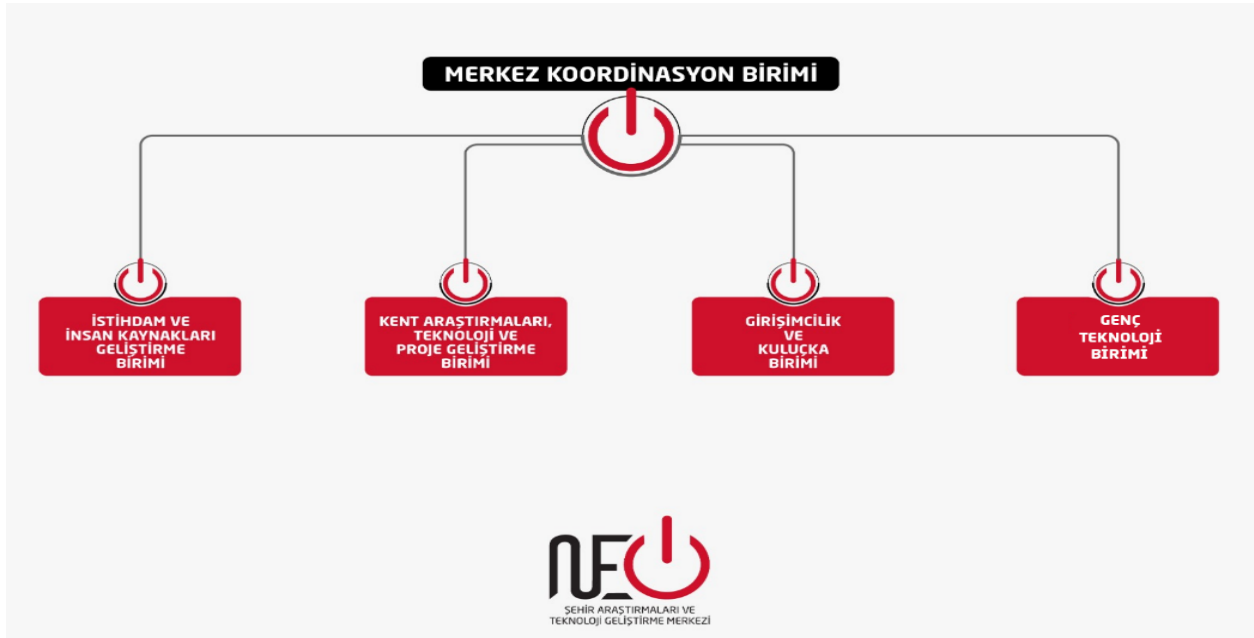 MERKEZ KOORDİNASYON BİRİMİ
İSTİHDAM VE
İNSAN KAYNAKLARI
GELİŞTİRME
BİRİMİ
KENT ARAŞTIRMALARI,
TEKNOLOJİ VE
PROJE GELİŞTİRME
BİRİMİ
GİRİŞİMCİLİK
VE
KULUÇKA
BİRİMİ
GENÇ
TEKNOLOJİ
BİRİMİ
NEO
ŞEHİR ARAŞTIRMALARI VE
TEKNOLOJİ GELİŞTİRME MERKEZİ